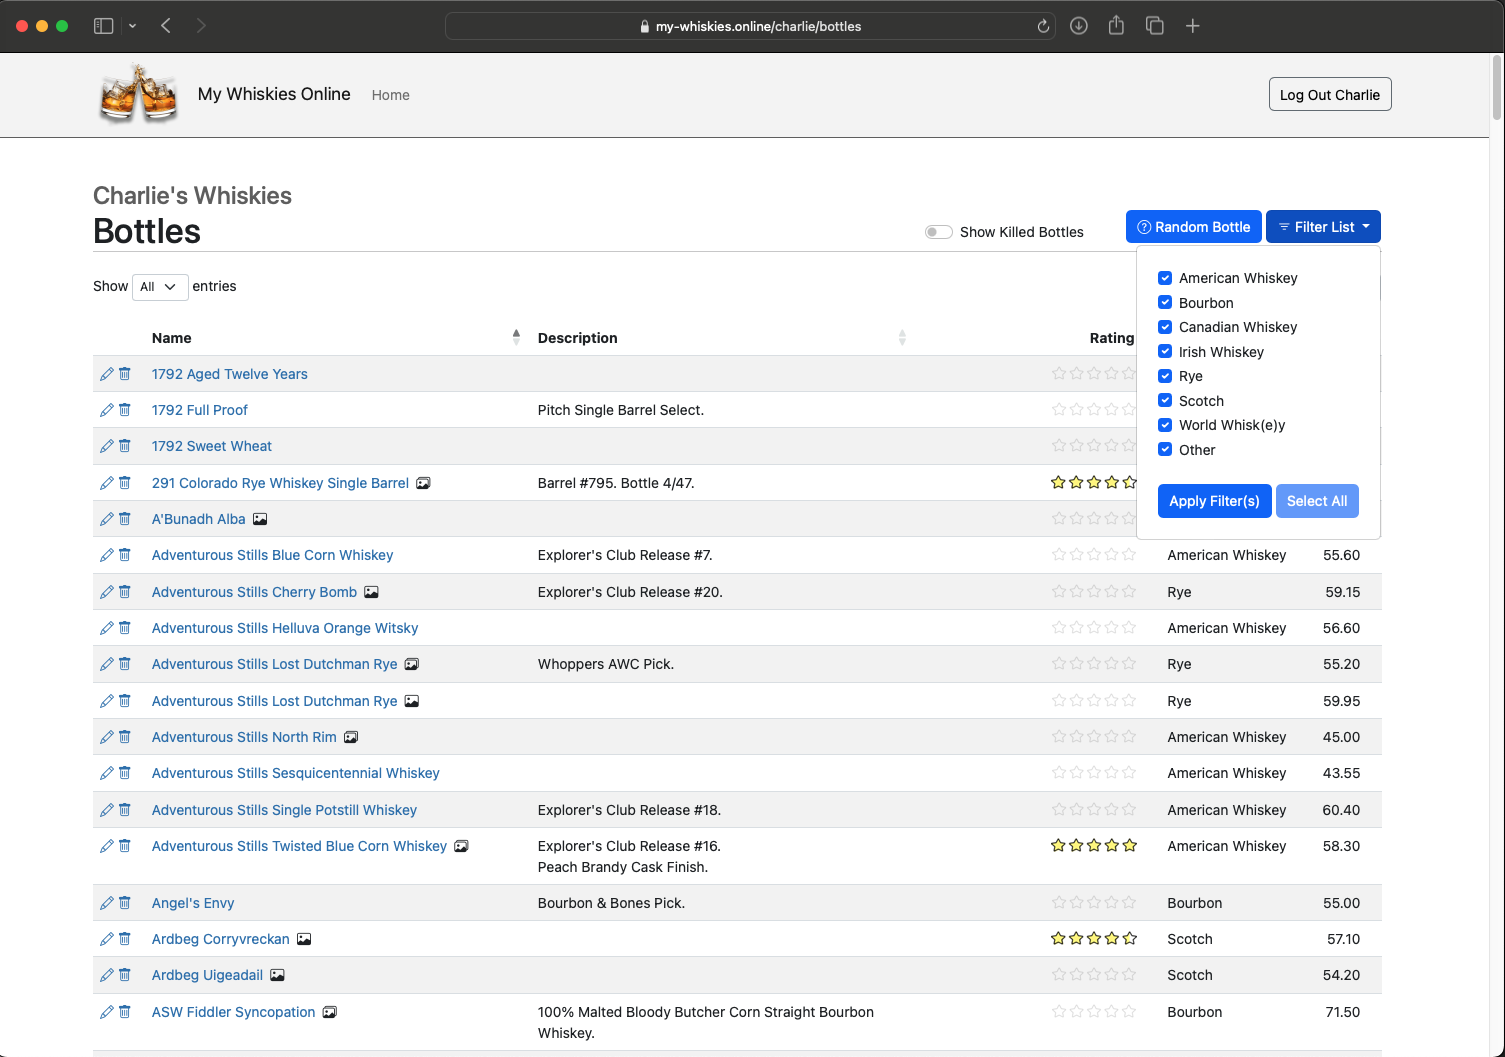 my-whiskies.online/charlie/bottles
My Whiskies Online Home Log Out Charlie
Charlie's Whiskies
Bottles
Show Killed Bottles Random Bottle Filter List
American Whiskey
Bourbon
Canadian Whiskey
Irish Whiskey
Rye
Scotch
World Whisk(e)y
Other
Apply Filter(s) Select All
Show All entries
Name Description Rating
1792 Aged Twelve Years
1792 Full Proof Pitch Single Barrel Select.
1792 Sweet Wheat
291 Colorado Rye Whiskey Single Barrel Barrel #795. Bottle 4/47.
A'Bunadh Alba
Adventurous Stills Blue Corn Whiskey Explorer's Club Release #7. American Whiskey 55.60
Adventurous Stills Cherry Bomb Explorer's Club Release #20. Rye 59.15
Adventurous Stills Helluva Orange Witsky American Whiskey 56.60
Adventurous Stills Lost Dutchman Rye Whoppers AWC Pick. Rye 55.20
Adventurous Stills Lost Dutchman Rye Rye 59.95
Adventurous Stills North Rim American Whiskey 45.00
Adventurous Stills Sesquicentennial Whiskey American Whiskey 43.55
Adventurous Stills Single Potstill Whiskey Explorer's Club Release #18. American Whiskey 60.40
Adventurous Stills Twisted Blue Corn Whiskey Explorer's Club Release #16. American Whiskey 58.30
Peach Brandy Cask Finish.
Angel's Envy Bourbon & Bones Pick. Bourbon 55.00
Ardbeg Corryvreckan Scotch 57.10
Ardbeg Uigeadail Scotch 54.20
ASW Fiddler Syncopation 100% Malted Bloody Butcher Corn Straight Bourbon Bourbon 71.50
Whiskey.